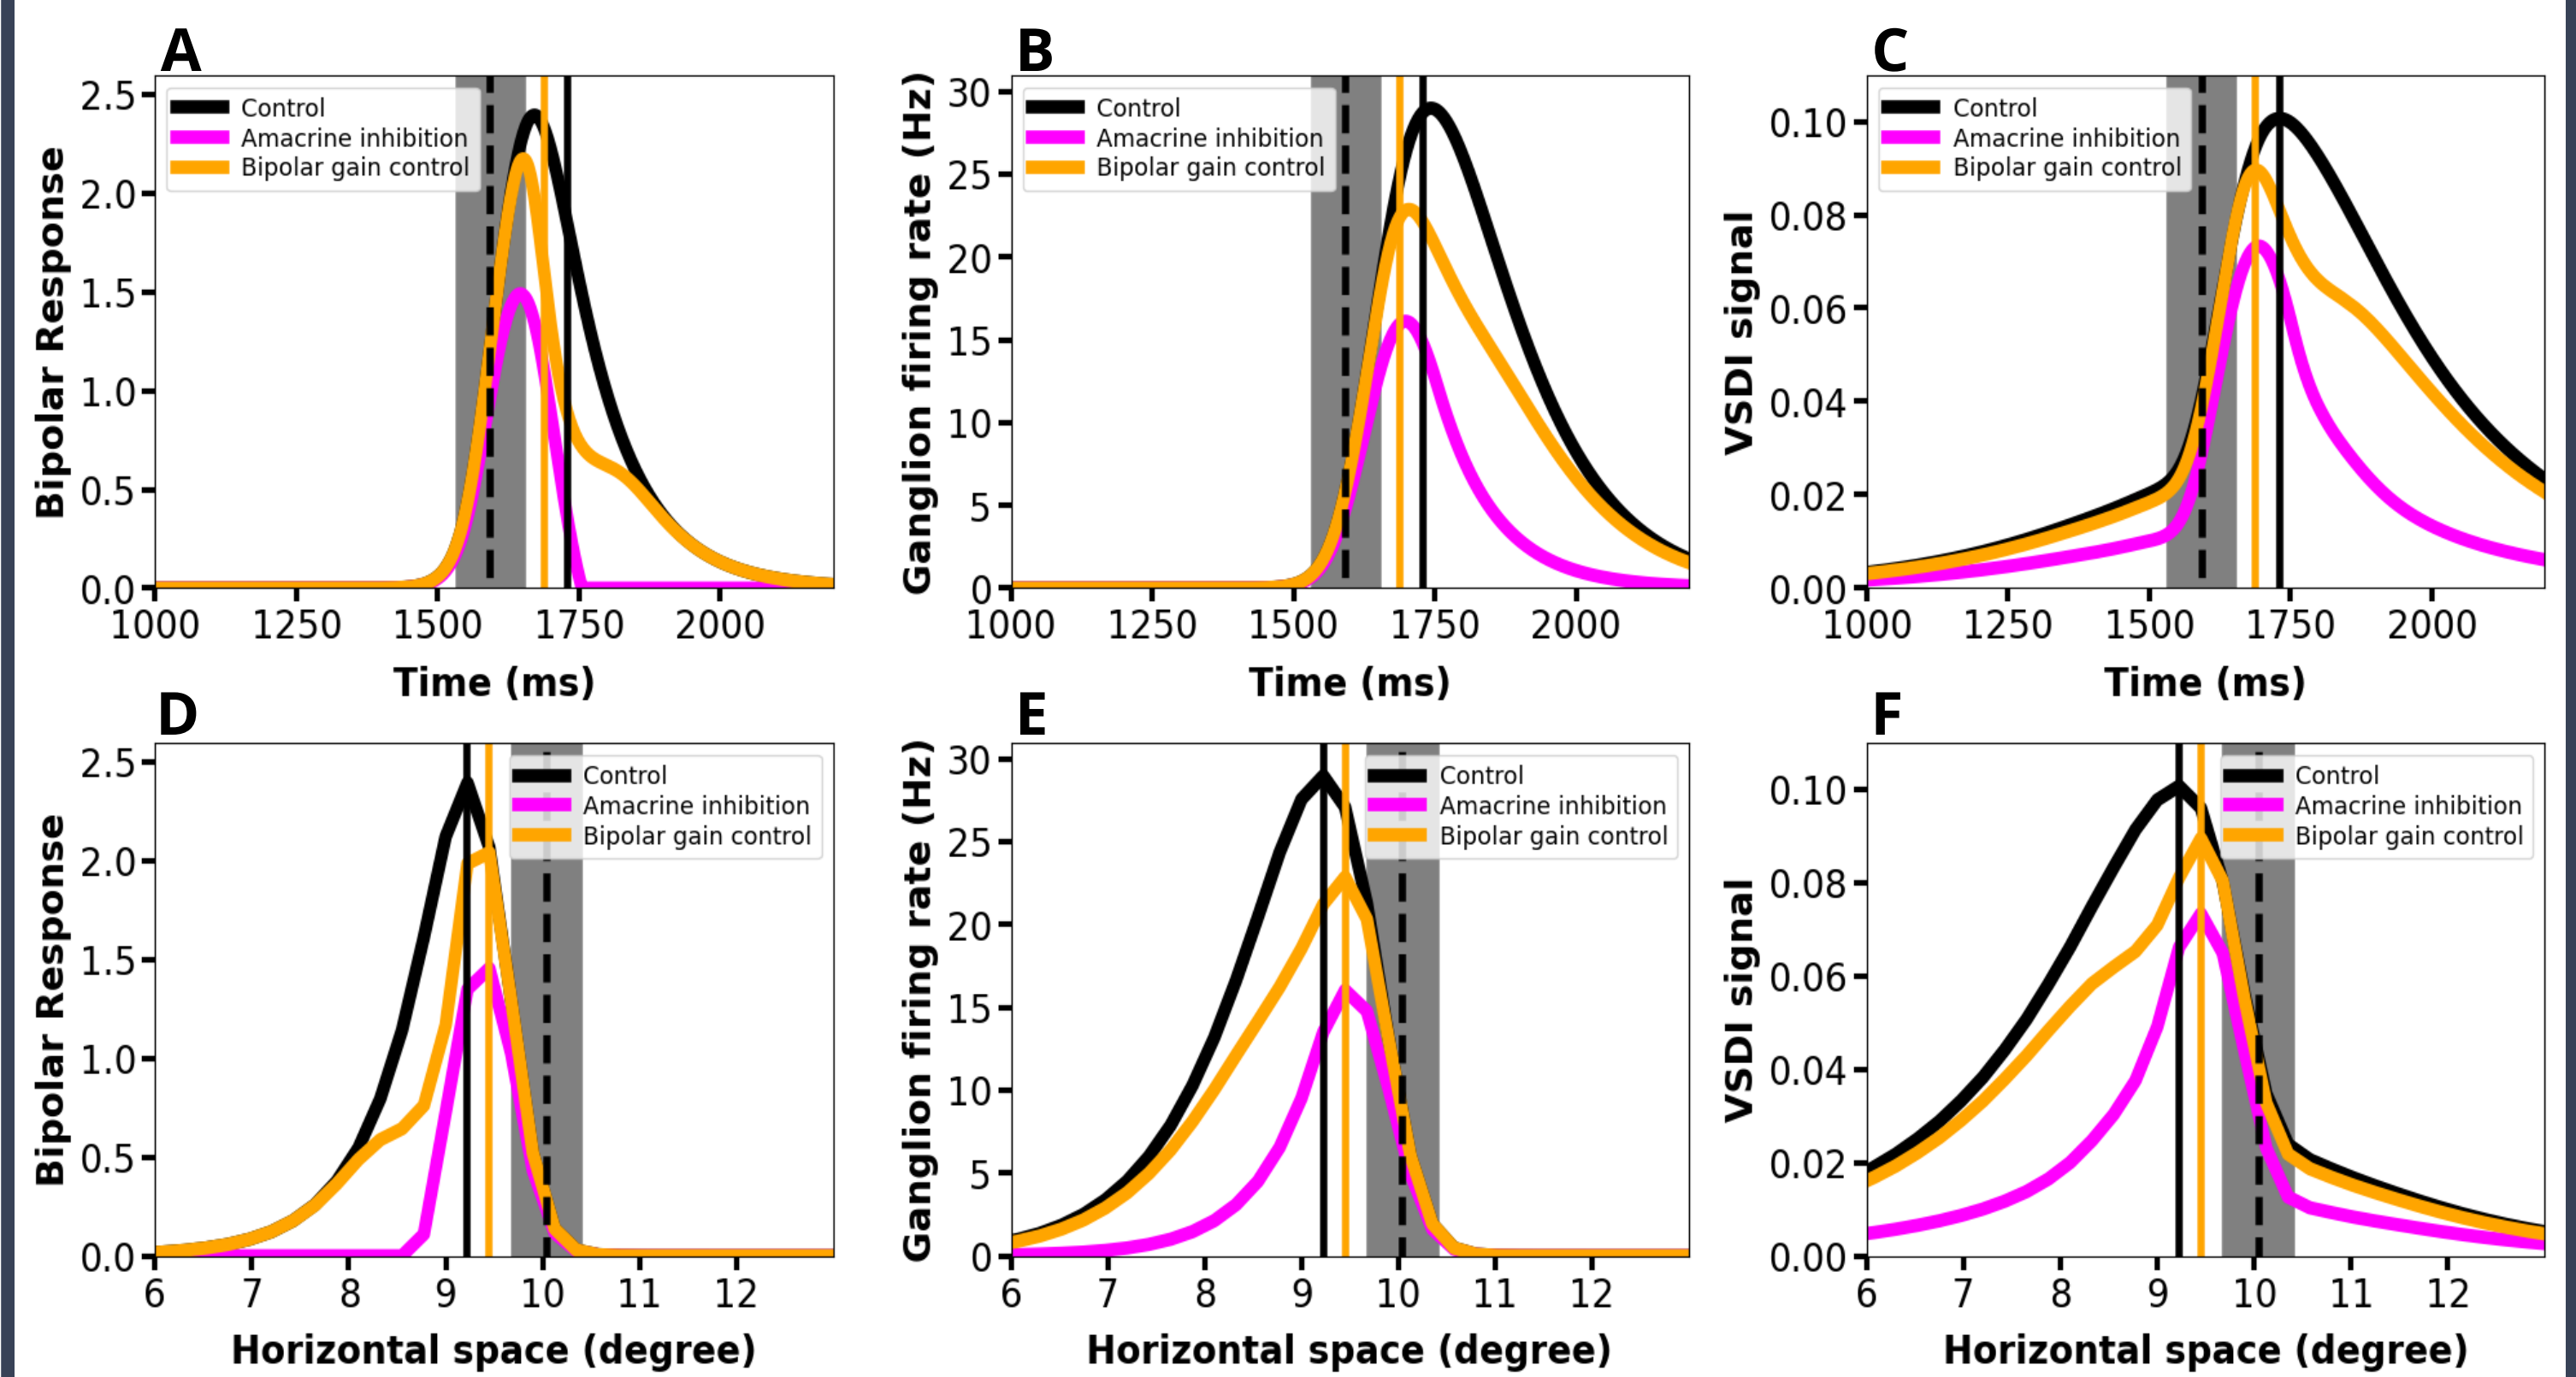 A
Bipolar Response
2.5
2.0
1.5
1.0
0.5
0.0
Control
Amacrine inhibition
Bipolar gain control
1000 1250 1500 1750 2000
Time (ms)
B
Ganglion firing rate (Hz)
30
25
20
15
10
5
0
Control
Amacrine inhibition
Bipolar gain control
1000 1250 1500 1750 2000
Time (ms)
C
VSDI signal
0.10
0.08
0.06
0.04
0.02
0.00
Control
Amacrine inhibition
Bipolar gain control
1000 1250 1500 1750 2000
Time (ms)
D
Bipolar Response
2.5
2.0
1.5
1.0
0.5
0.0
Control
Amacrine inhibition
Bipolar gain control
6 7 8 9 10 11 12
Horizontal space (degree)
E
Ganglion firing rate (Hz)
30
25
20
15
10
5
0
Control
Amacrine inhibition
Bipolar gain control
6 7 8 9 10 11 12
Horizontal space (degree)
F
VSDI signal
0.10
0.08
0.06
0.04
0.02
0.00
Control
Amacrine inhibition
Bipolar gain control
6 7 8 9 10 11 12
Horizontal space (degree)